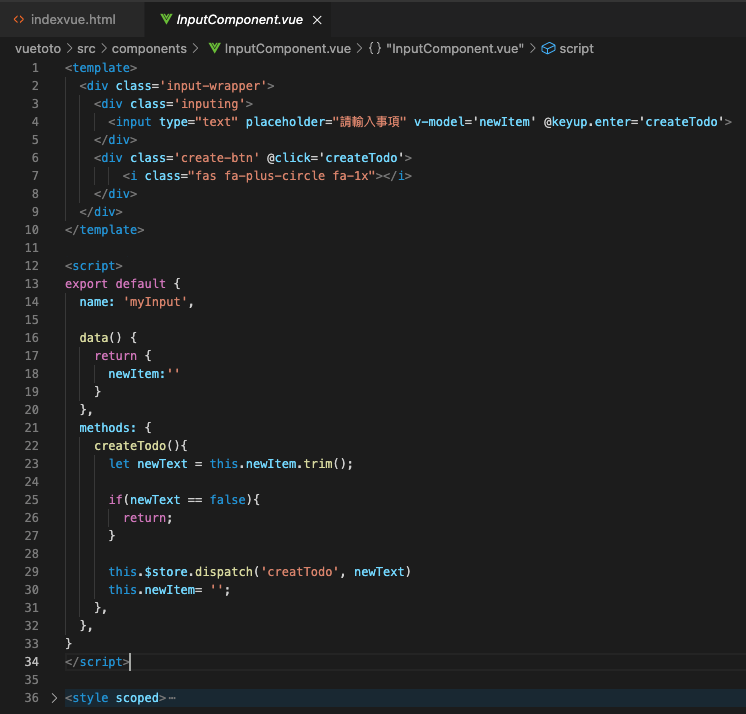 indexvue.html InputComponent.vue ×
vuetoto > src > components > InputComponent.vue > {} "InputComponent.vue" > script
1 <template>
2   <div class='input-wrapper'>
3     <div class='inputing'>
4       <input type="text" placeholder="請輸入事項" v-model='newItem' @keyup.enter='createTodo'>
5     </div>
6     <div class='create-btn' @click='createTodo'>
7         <i class="fas fa-plus-circle fa-1x"></i>
8     </div>
9   </div>
10 </template>
11
12 <script>
13 export default {
14   name: 'myInput',
15
16   data() {
17     return {
18       newItem:''
19     }
20   },
21   methods: {
22     createTodo(){
23       let newText = this.newItem.trim();
24
25       if(newText == false){
26         return;
27       }
28
29       this.$store.dispatch('creatTodo', newText)
30       this.newItem= '';
31     },
32   },
33 }
34 </script>
35
36 > <style scoped>⋯